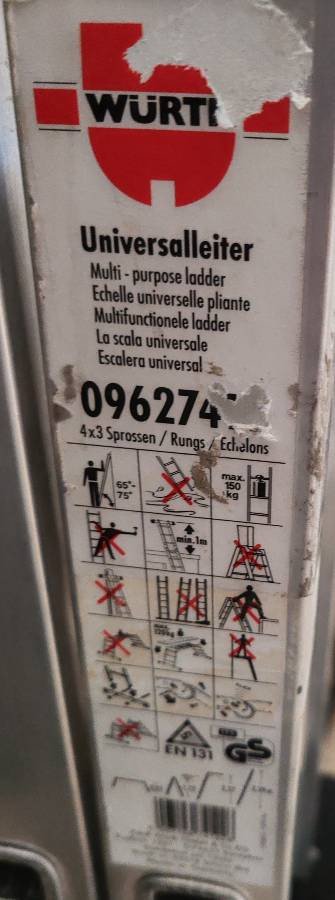 WÜRT
Universalleiter
Multi - purpose ladder
Echelle universelle pliante
Multifunctionele ladder
La scala universale
Escalera universal
096274
4x3 Sprossen / Rungs / Echelons
65°-
75°
max.
150
kg
min.1m
EN 131
GS